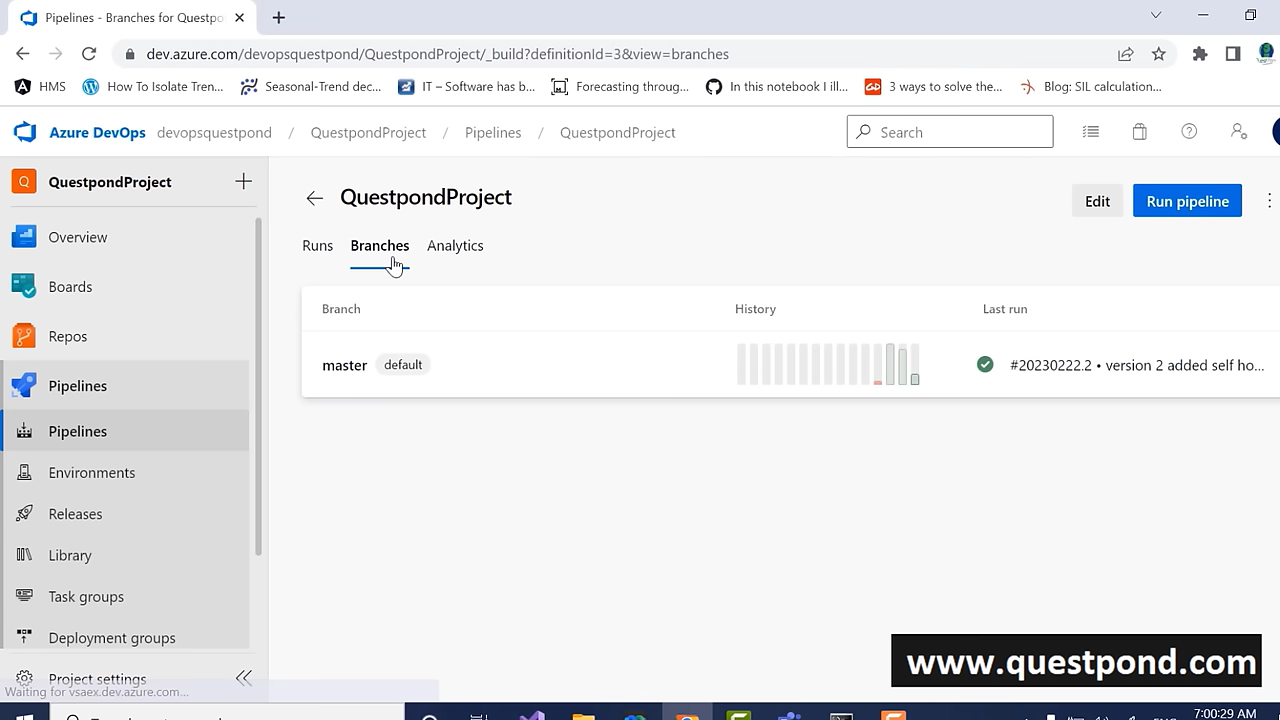 Pipelines - Branches for Questpo
dev.azure.com/devopsquestpond/QuestpondProject/_build?definitionId=3&view=branches
HMS
How To Isolate Tren...
Seasonal-Trend dec...
IT – Software has b...
Forecasting throug...
In this notebook I ill...
3 ways to solve the...
Blog: SIL calculation...
Azure DevOps devopsquestpond / QuestpondProject / Pipelines / QuestpondProject
Search
Q QuestpondProject
Overview
Boards
Repos
Pipelines
Pipelines
Environments
Releases
Library
Task groups
Deployment groups
Project settings
QuestpondProject
Edit
Run pipeline
Runs
Branches
Analytics
Branch
History
Last run
master default
#20230222.2 • version 2 added self ho...
www.questpond.com
Waiting for vsaex.dev.azure.com...
7:00:29 AM